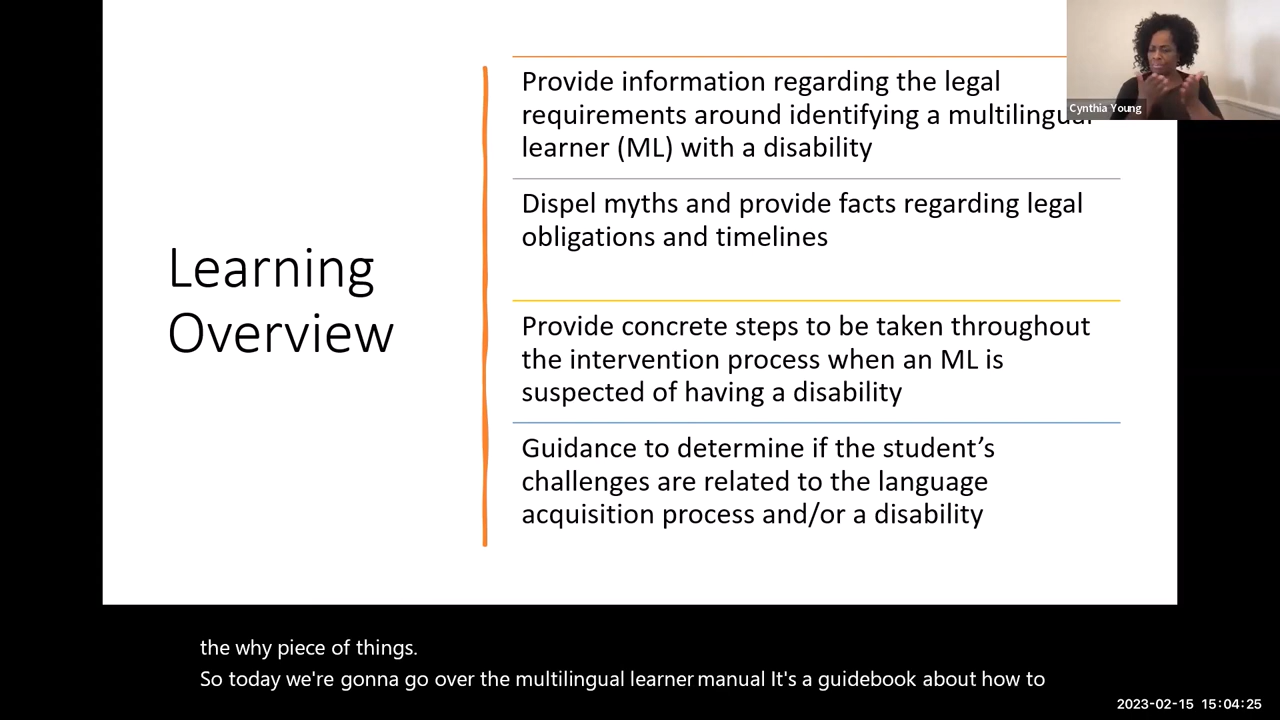 Learning
Overview
Provide information regarding the legal
requirements around identifying a multilingual
learner (ML) with a disability
Dispel myths and provide facts regarding legal
obligations and timelines
Provide concrete steps to be taken throughout
the intervention process when an ML is
suspected of having a disability
Guidance to determine if the student’s
challenges are related to the language
acquisition process and/or a disability
Cynthia Young
the why piece of things.
So today we're gonna go over the multilingual learner manual It's a guidebook about how to
2023-02-15 15:04:25